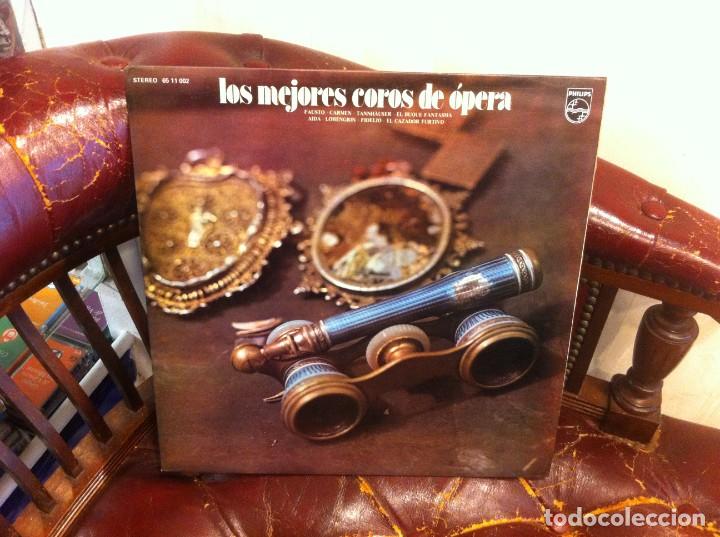 STEREO 65 11 002
los mejores coros de ópera
PHILIPS
FAUSTO · CARMEN · TANNHÄUSER · EL BUQUE FANTASMA
AIDA · LOHENGRIN · FIDELIO · EL CAZADOR FURTIVO
todocoleccion.net